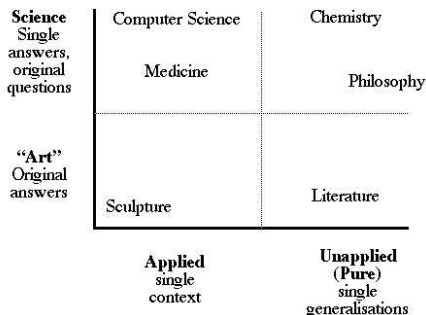 Science
Single
answers,
original
questions
Computer Science
Chemistry
Medicine
Philosophy
“Art”
Original
answers
Sculpture
Literature
Applied
single
context
Unapplied
(Pure)
single
generalisations